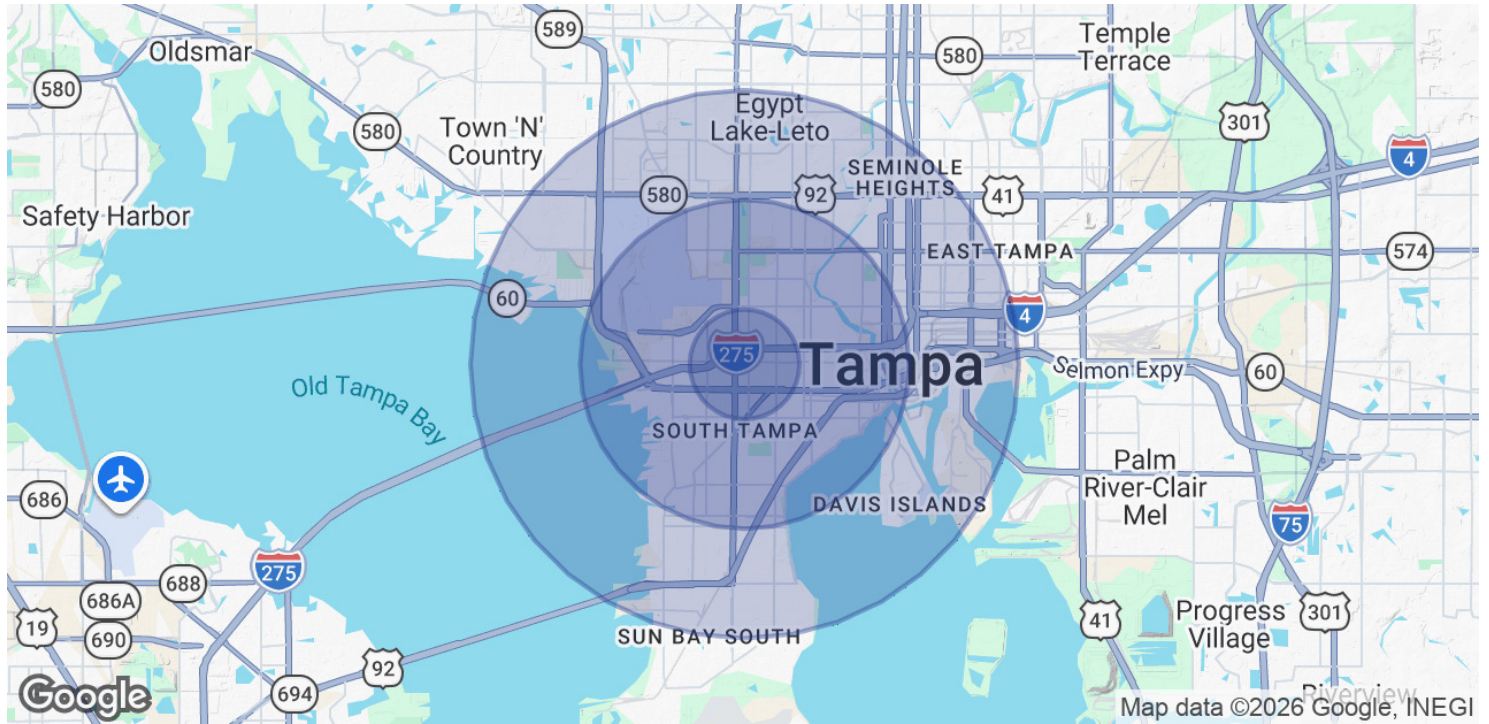 589
Oldsmar
580
Temple
Terrace
580
Egypt
Lake-Leto
301
580
Town 'N'
Country
4
SEMINOLE
HEIGHTS
580
92
41
Safety Harbor
EAST TAMPA
574
60
4
275
Tampa
Selmon Expy
60
Old Tampa Bay
SOUTH TAMPA
Palm
River-Clair
Mel
686
DAVIS ISLANDS
75
275
688
686A
19
690
41
Progress
Village
301
SUN BAY SOUTH
92
694
Google
Riverview
Map data ©2026 Google, INEGI